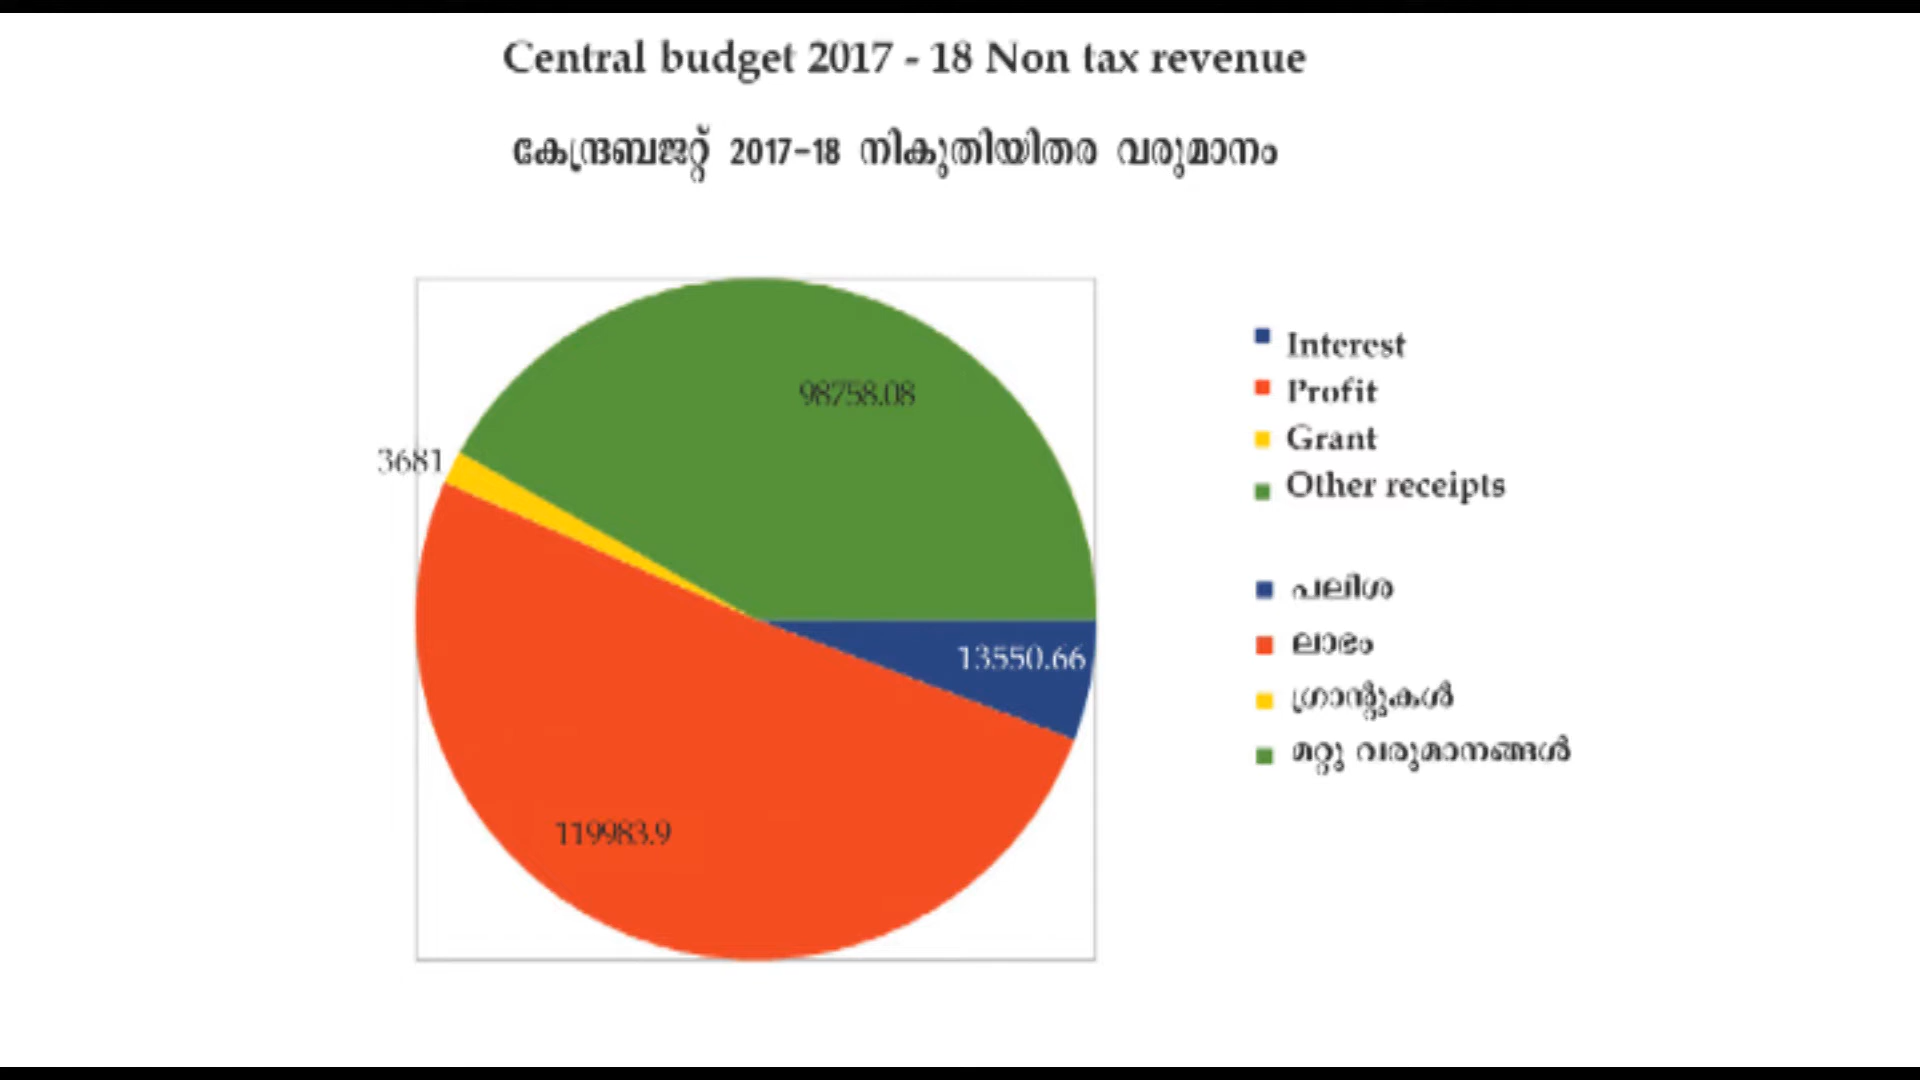 Central budget 2017 - 18 Non tax revenue
കേന്ദ്രബജറ്റ് 2017-18 നികുതിയിതര വരുമാനം
98758.08
3681
13550.66
119983.9
Interest
Profit
Grant
Other receipts
പലിശ
ലാഭം
ഗ്രാന്റുകൾ
മറ്റു വരുമാനങ്ങൾ